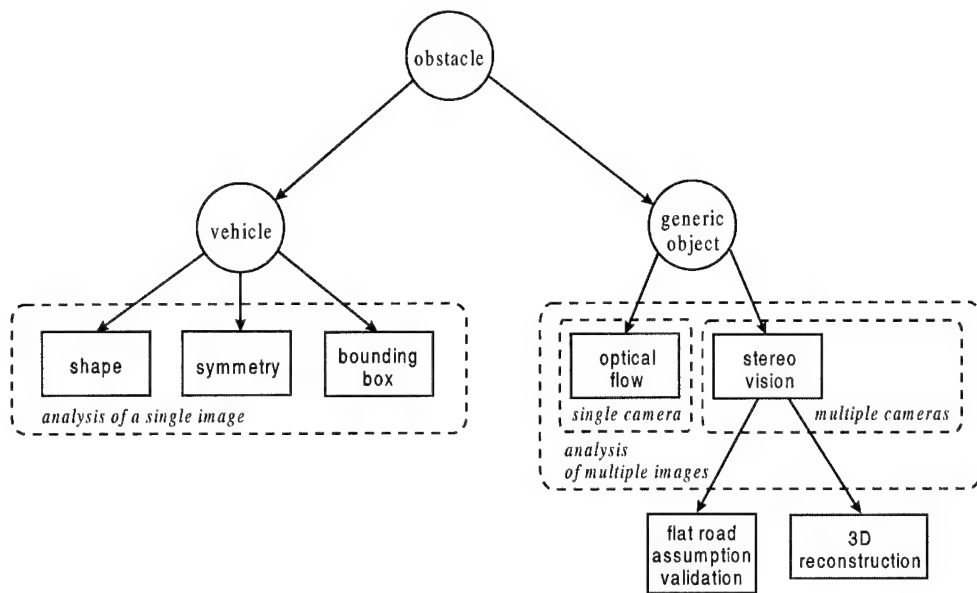 obstacle
vehicle
generic
object
shape
symmetry
bounding
box
analysis of a single image
optical
flow
single camera
stereo
vision
multiple cameras
analysis
of multiple images
flat road
assumption
validation
3D
reconstruction